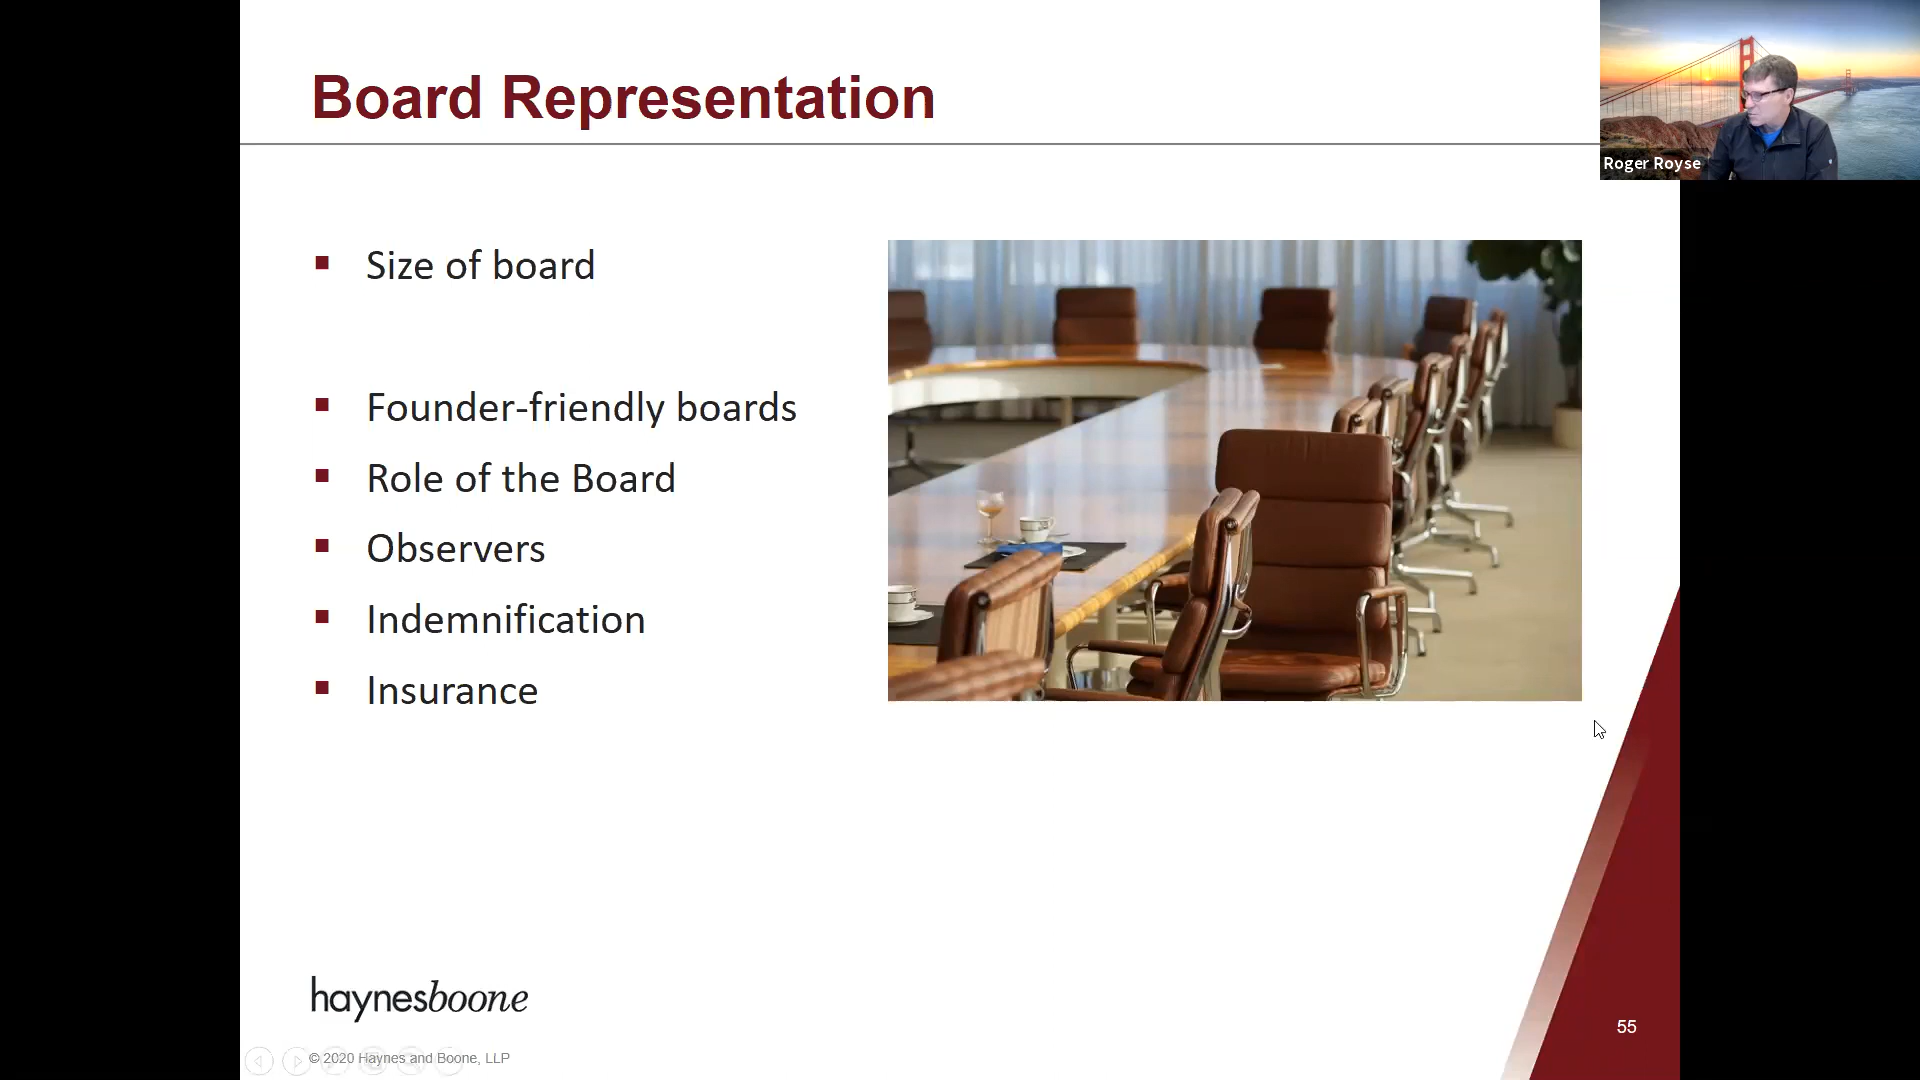 Board Representation
Roger Royse
Size of board
Founder-friendly boards
Role of the Board
Observers
Indemnification
Insurance
haynesboone
55
© 2020 Haynes and Boone, LLP